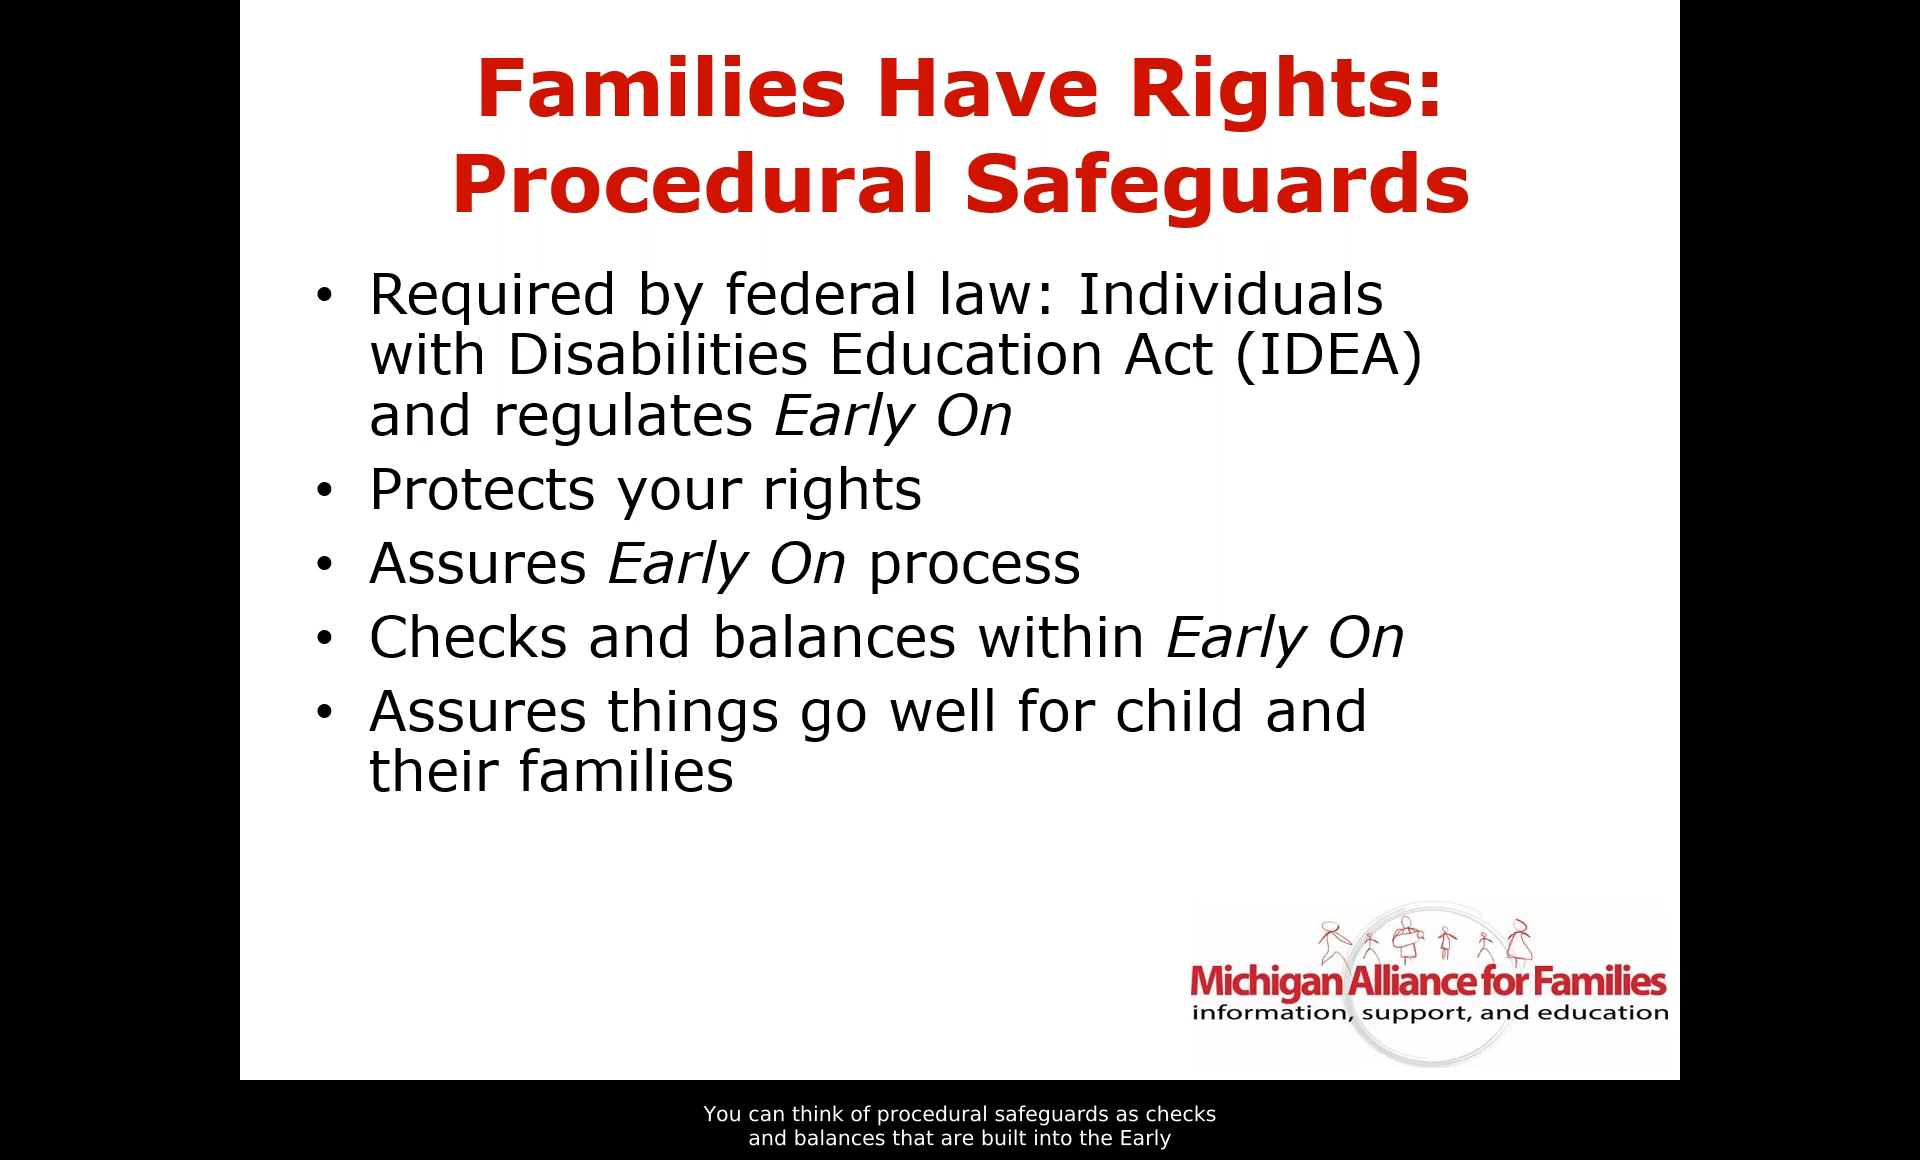 Families Have Rights:
Procedural Safeguards
• Required by federal law: Individuals
with Disabilities Education Act (IDEA)
and regulates Early On
• Protects your rights
• Assures Early On process
• Checks and balances within Early On
• Assures things go well for child and
their families
Michigan Alliance for Families
information, support, and education
You can think of procedural safeguards as checks
and balances that are built into the Early